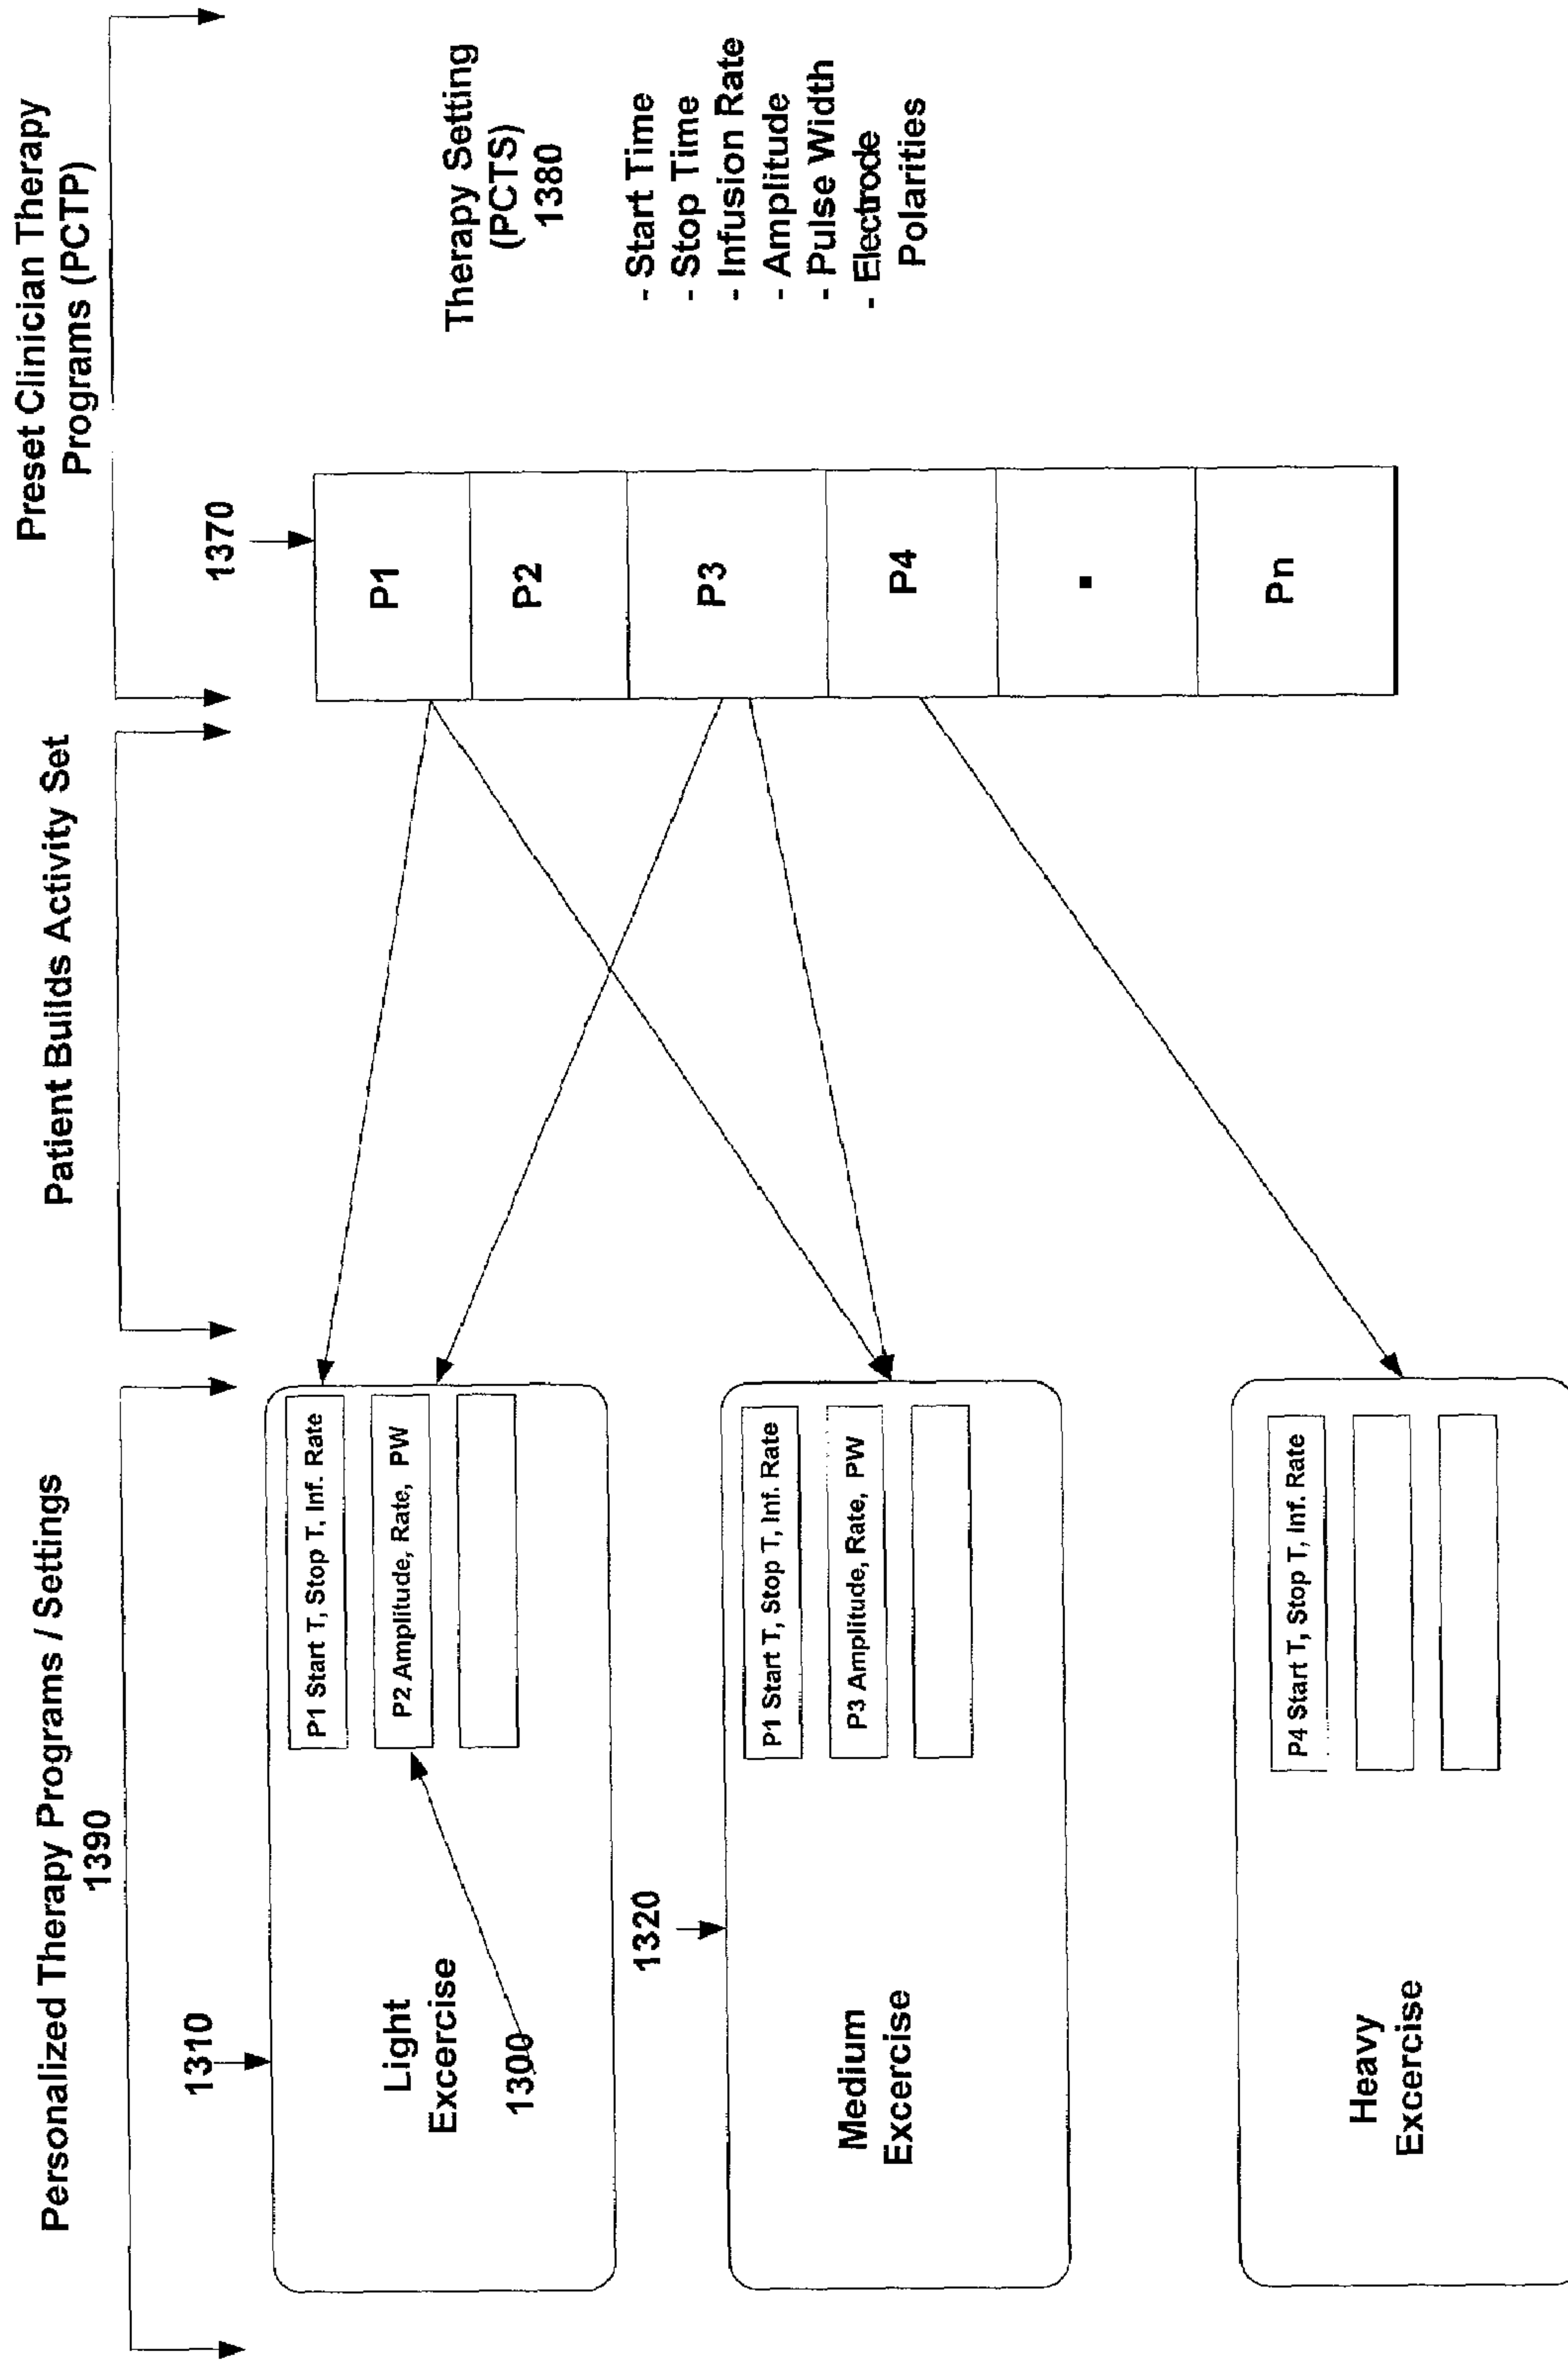 Personalized Therapy Programs / Settings
1390
Patient Builds Activity Set
Preset Clinician Therapy
Programs (PCTP)
1310
Light
Excercise
1300
P1 Start T, Stop T, Inf. Rate
P2 Amplitude, Rate, PW
1320
Medium
Excercise
P1 Start T, Stop T, Inf. Rate
P3 Amplitude, Rate, PW
Heavy
Excercise
P4 Start T, Stop T, Inf. Rate
1370
P1
P2
P3
P4
Pn
Therapy Setting
(PCTS)
1380
- Start Time
- Stop Time
- Infusion Rate
- Amplitude
- Pulse Width
- Electrode
Polarities